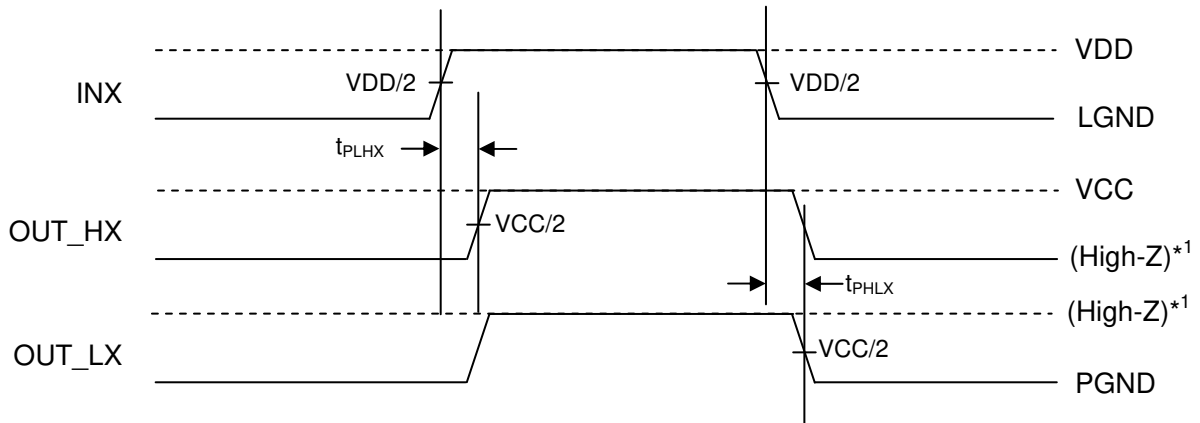 VDD
VDD/2
VDD/2
INX
LGND
tPLHX
VCC
VCC/2
OUT_HX
(High-Z)*1
tPHLX
(High-Z)*1
OUT_LX
VCC/2
PGND